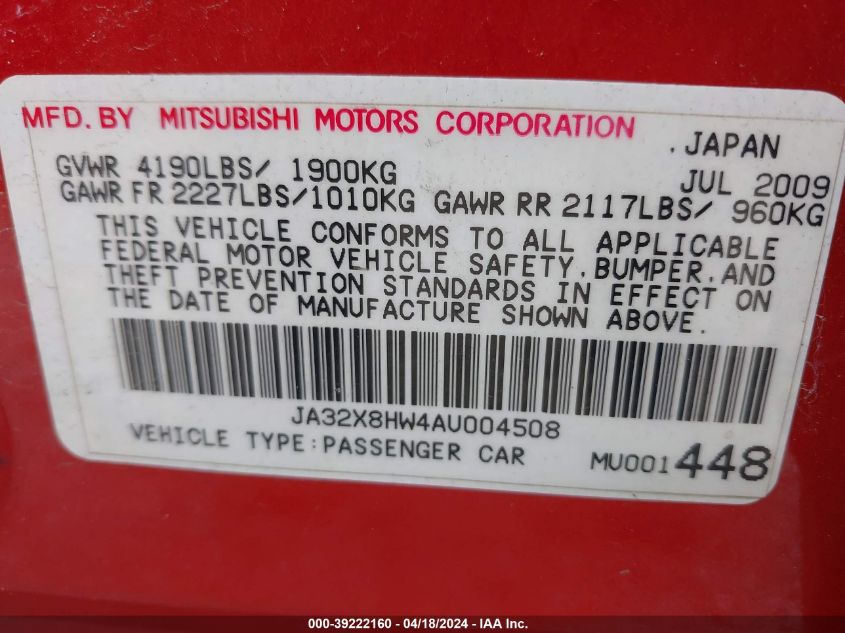 MFD. BY MITSUBISHI MOTORS CORPORATION
. JAPAN
GVWR 4190LBS/ 1900KG JUL 2009
GAWR FR 2227LBS/1010KG GAWR RR 2117LBS/ 960KG
THIS VEHICLE CONFORMS TO ALL APPLICABLE
FEDERAL MOTOR VEHICLE SAFETY, BUMPER, AND
THEFT PREVENTION STANDARDS IN EFFECT ON
THE DATE OF MANUFACTURE SHOWN ABOVE.
JA32X8HW4AU004508
VEHICLE TYPE:PASSENGER CAR MU001448
000-39222160 - 04/18/2024 - IAA Inc.